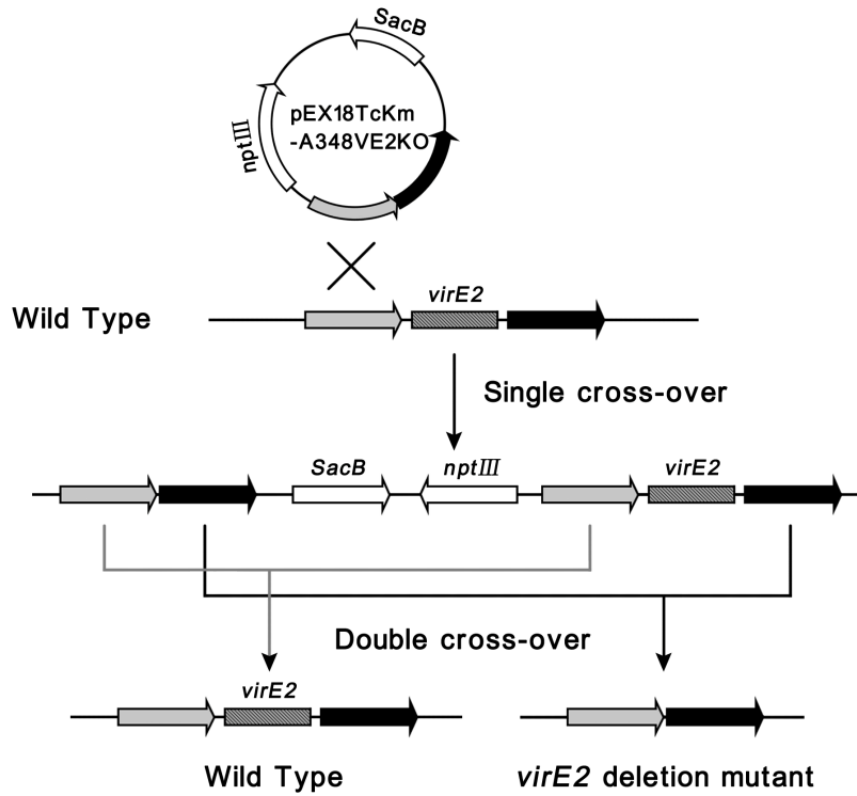 SacB
nptⅢ
pEX18TcKm
-A348VE2KO
virE2
Wild Type
Single cross-over
SacB
nptⅢ
virE2
Double cross-over
virE2
Wild Type
virE2 deletion mutant